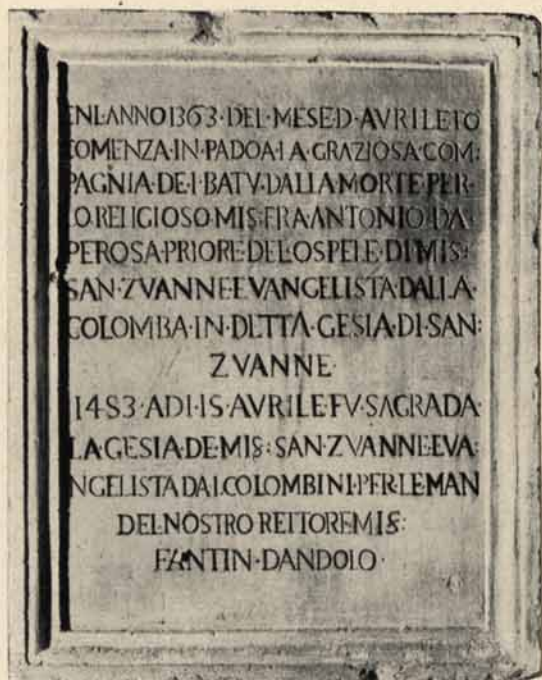 ENL·ANNO1363·DEL·MESE·D·AVRILE FO
COMENZA·IN·PADOA·LA·GRAZIOSA·COM:
PAGNIA·DE·I·BATV·DALLA·MORTE·PER·
LO·RELIGIOSO·MIS:FRA·ANTONIO·DA·
PEROSA·PRIORE·DEL·OSPELE·DI·MIS:
SAN·ZVANNE·EVANGELISTA·DALLA·
COLOMBA·IN·DETTA·GESIA·DI·SAN:
ZVANNE·
1453·ADI·15·AVRILE·FV·SAGRADA·
LA·GESIA·DE·MIS:SAN·ZVANNE·EVA:
NGELISTA DAI·COLOMBINI·PER·LE MAN
DEL·NOSTRO RETTORE MIS:
FANTIN·DANDOLO·